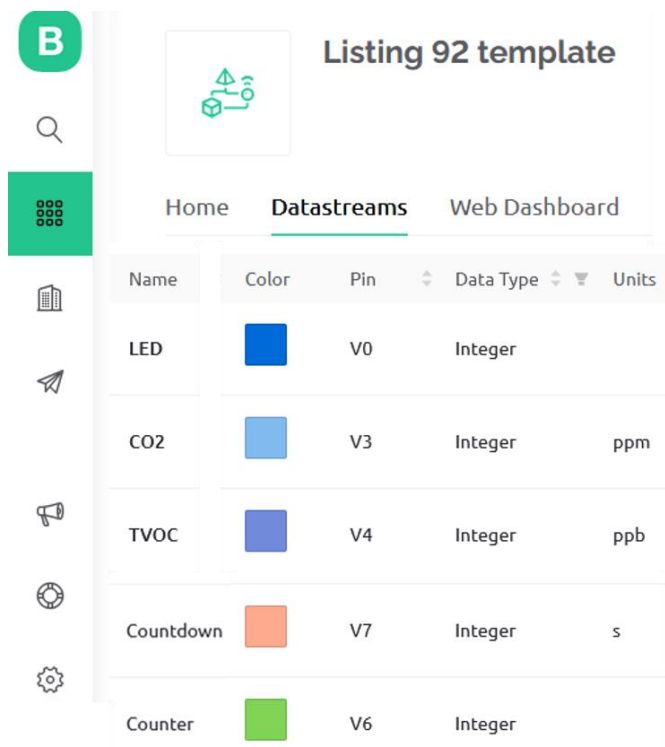 B
Listing 92 template
Home Datastreams Web Dashboard
Name Color Pin Data Type Units
LED V0 Integer
CO2 V3 Integer ppm
TVOC V4 Integer ppb
Countdown V7 Integer s
Counter V6 Integer